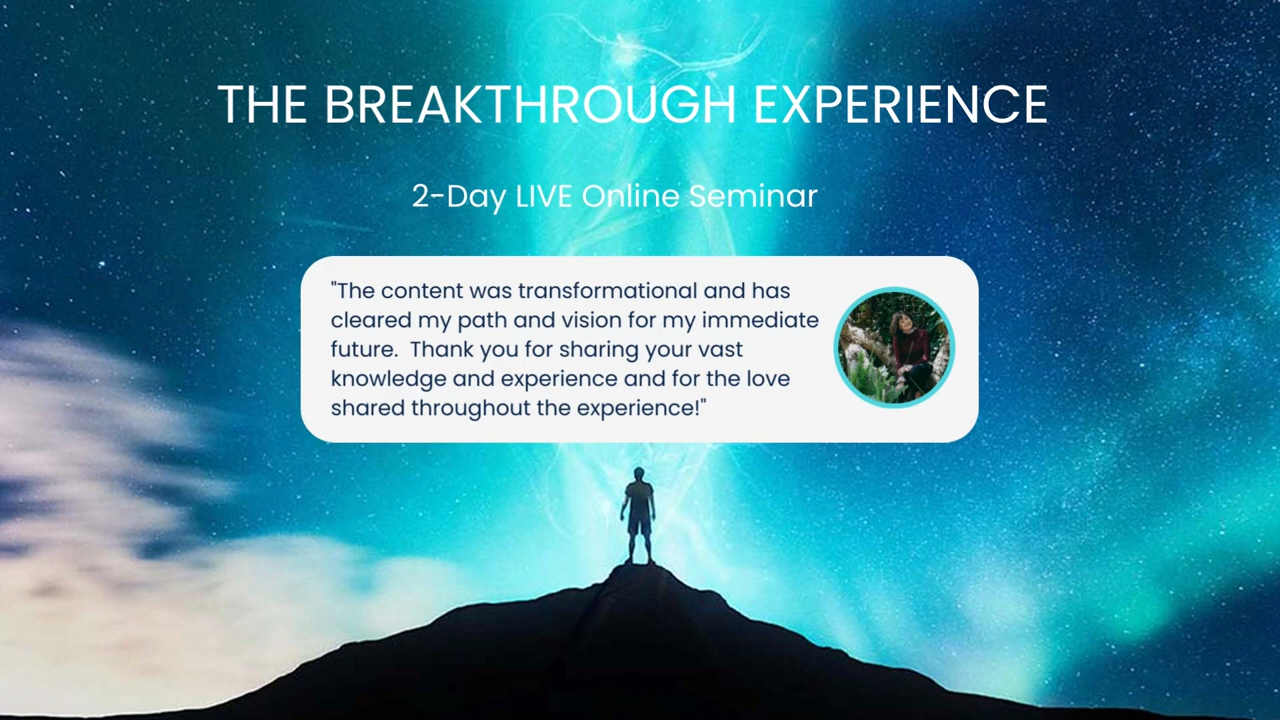 THE BREAKTHROUGH EXPERIENCE
2-Day LIVE Online Seminar
"The content was transformational and has
cleared my path and vision for my immediate
future.  Thank you for sharing your vast
knowledge and experience and for the love
shared throughout the experience!"